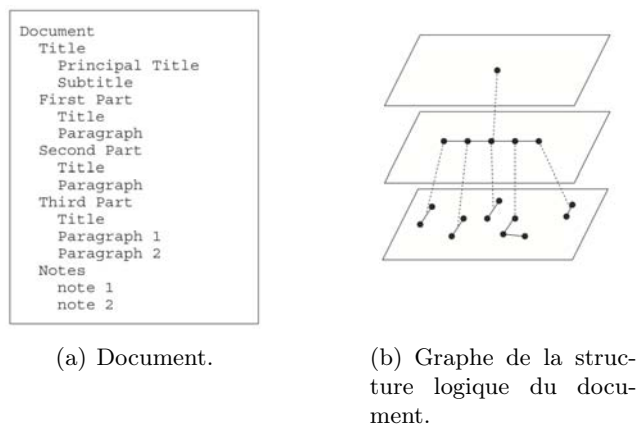 Document
Title
Principal Title
Subtitle
First Part
Title
Paragraph
Second Part
Title
Paragraph
Third Part
Title
Paragraph 1
Paragraph 2
Notes
note 1
note 2
(a) Document.
(b) Graphe de la struc-
ture logique du docu-
ment.